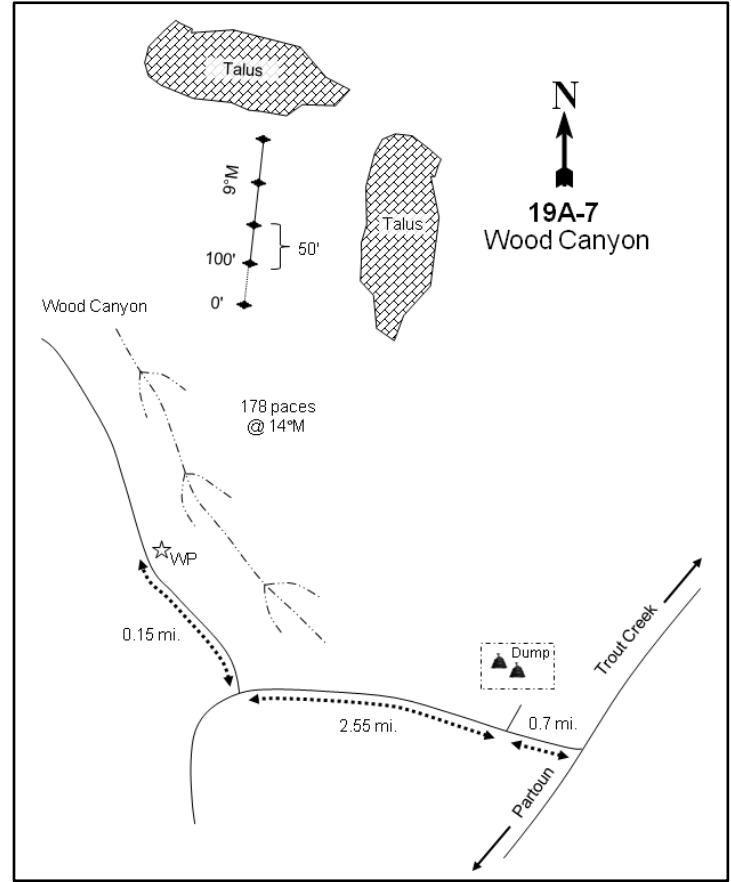 Talus
N
19A-7
Wood Canyon
9°M
Talus
50'
100'
0'
Wood Canyon
178 paces
@ 14°M
WP
0.15 mi.
Dump
Trout Creek
0.7 mi.
2.55 mi.
Partoun